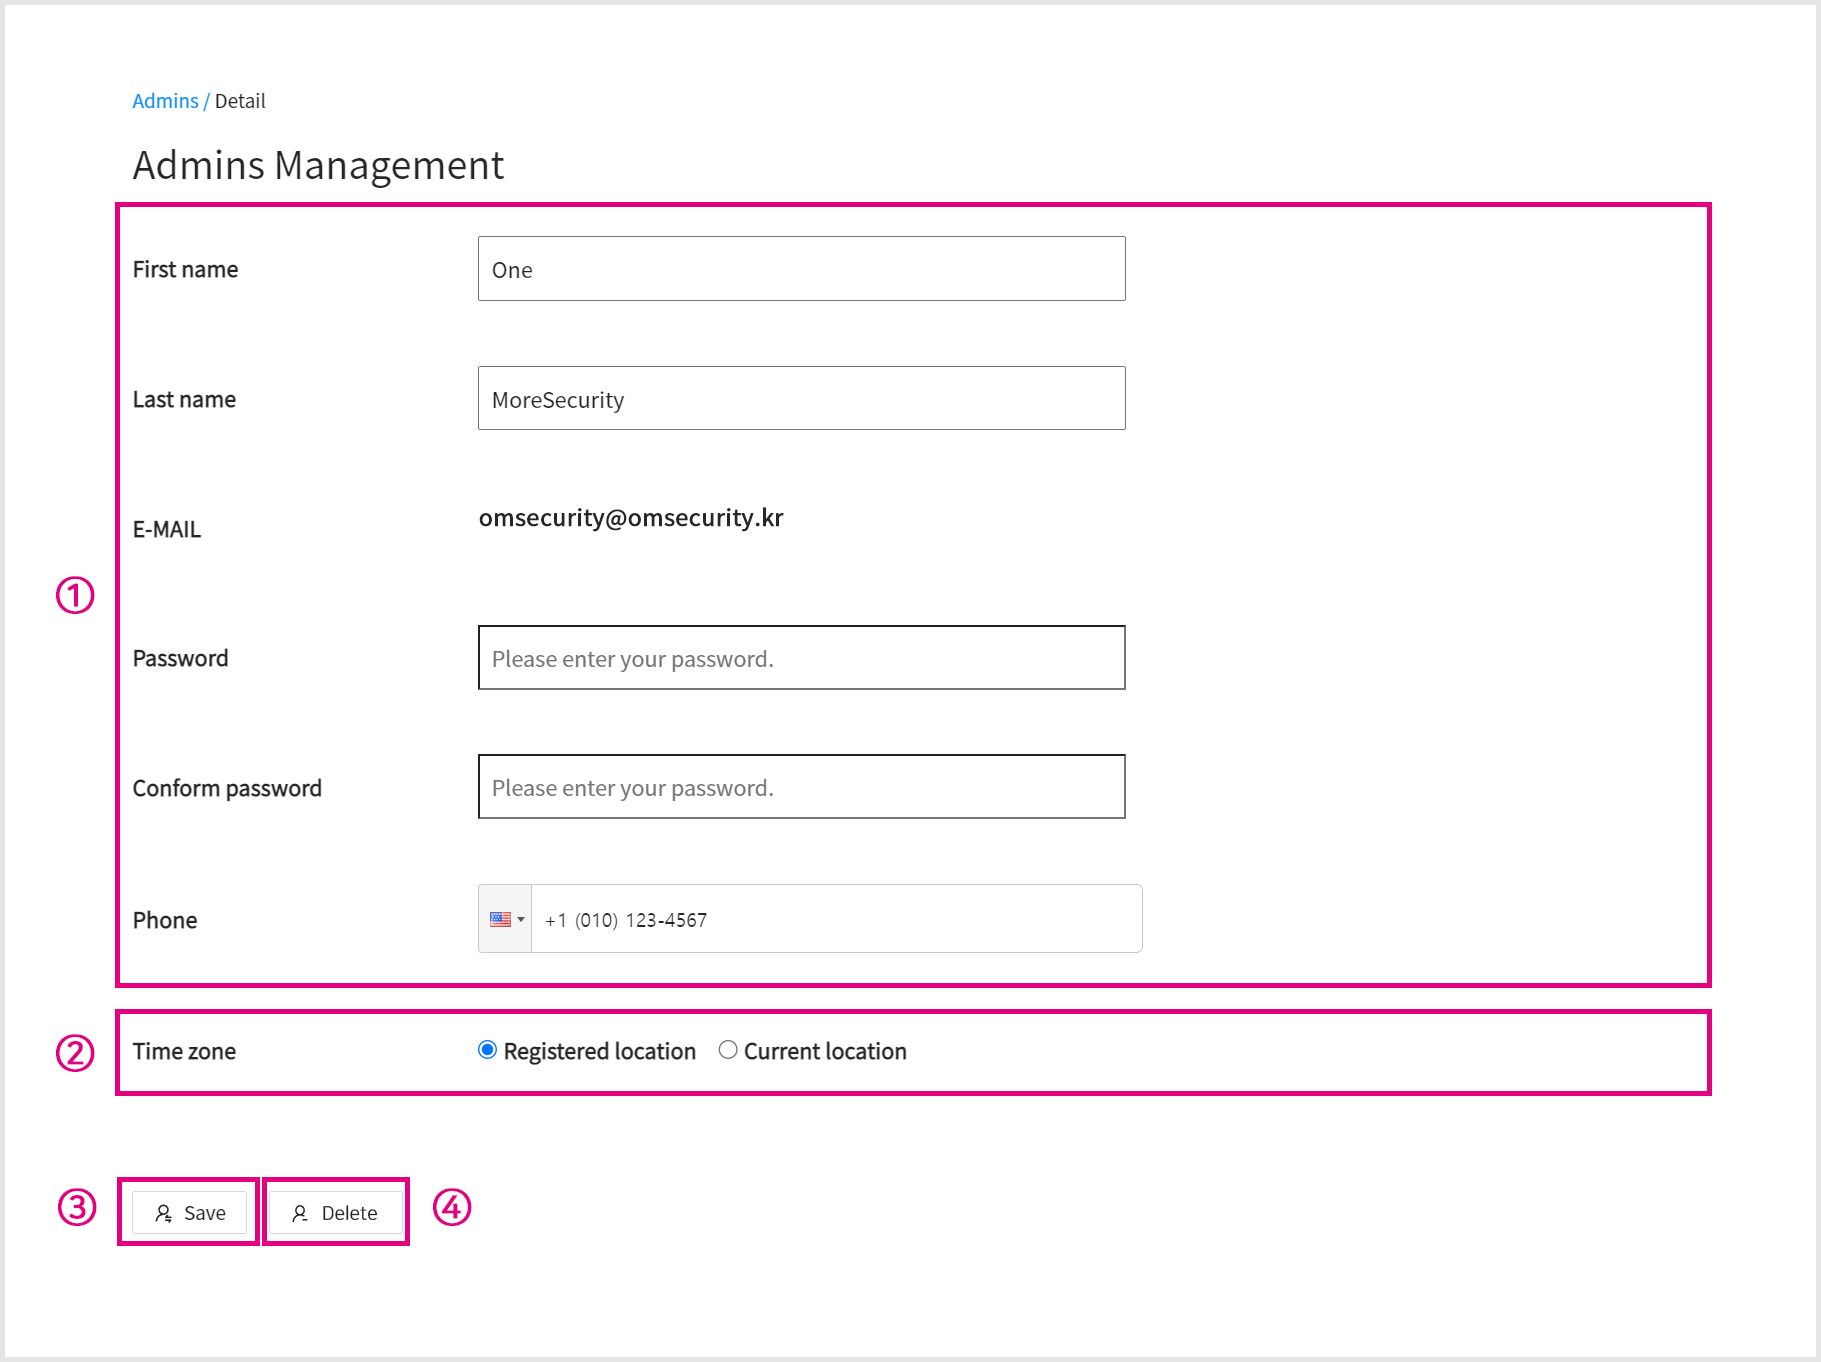 Admins / Detail
Admins Management
First name
One
Last name
MoreSecurity
E-MAIL
omsecurity@omsecurity.kr
①
Password
Please enter your password.
Conform password
Please enter your password.
Phone
+1 (010) 123-4567
②
Time zone
Registered location
Current location
③
Save
Delete
④